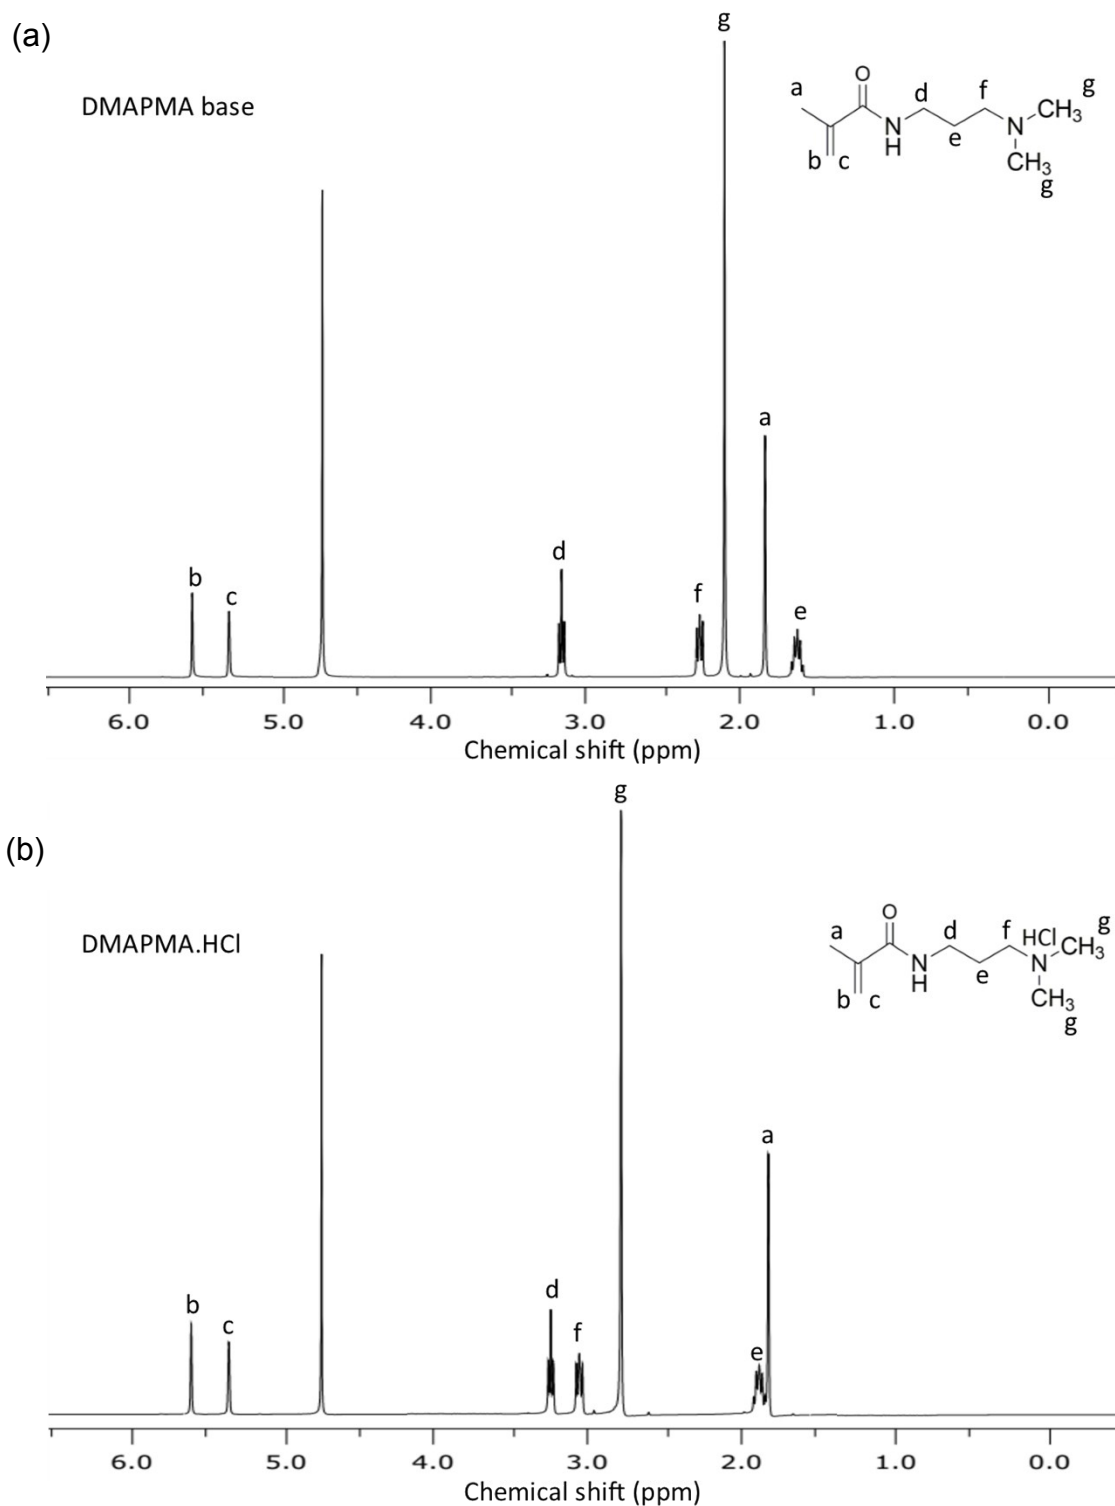 (a)
DMAPMA base
g
a
O
d
f
g
N
H
e
N
CH3
CH3
g
b
c
a
b
c
d
f
e
6.0 5.0 4.0 3.0 2.0 1.0 0.0
Chemical shift (ppm)
(b)
DMAPMA.HCl
g
a
O
d
f
HCl
g
N
H
e
N
CH3
CH3
g
b
c
a
b
c
d
f
e
6.0 5.0 4.0 3.0 2.0 1.0 0.0
Chemical shift (ppm)